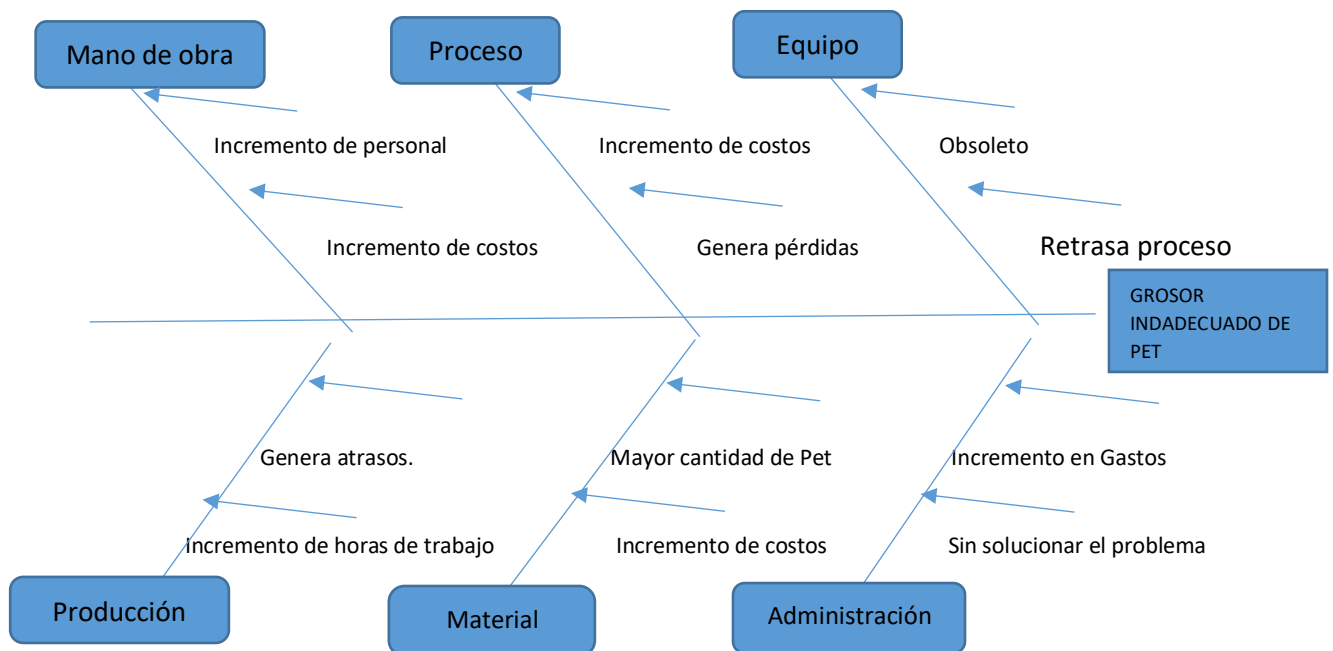 Mano de obra
Proceso
Equipo
Incremento de personal
Incremento de costos
Obsoleto
Incremento de costos
Genera pérdidas
Retrasa proceso
GROSOR
INDADECUADO DE
PET
Genera atrasos.
Mayor cantidad de Pet
Incremento en Gastos
Incremento de horas de trabajo
Incremento de costos
Sin solucionar el problema
Producción
Material
Administración